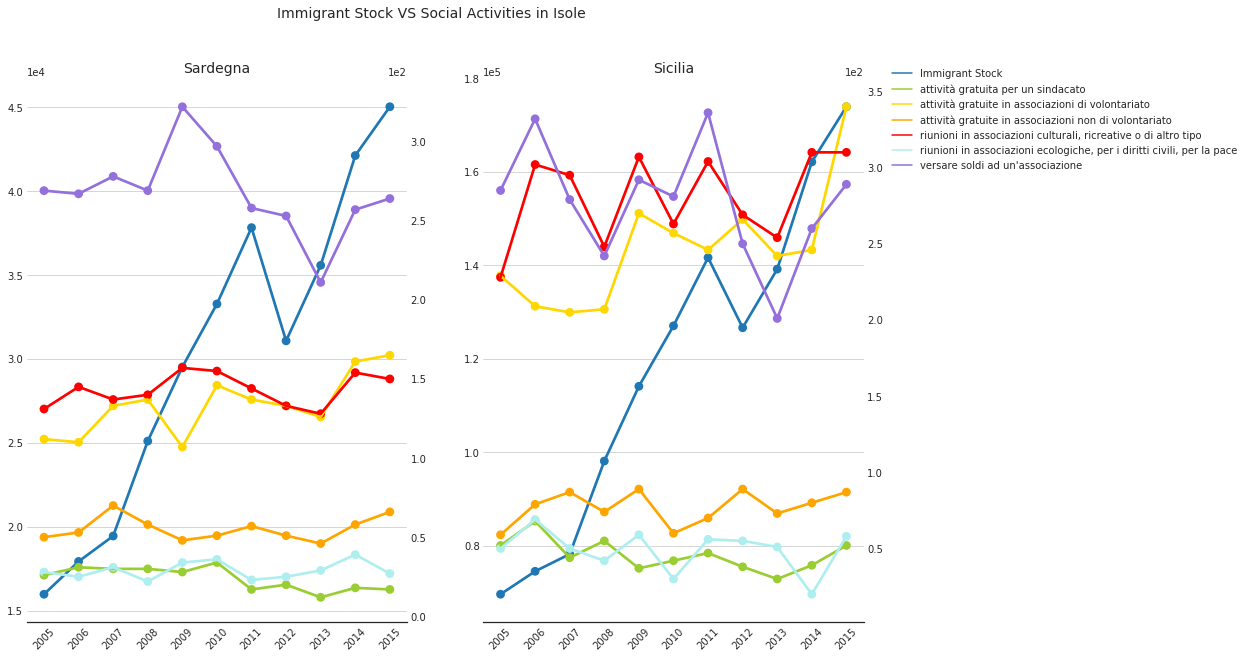 Immigrant Stock VS Social Activities in Isole
Sardegna
1e4
1e2
4.5
4.0
3.5
3.0
2.5
2.0
1.5
3.0
2.5
2.0
1.5
1.0
0.5
0.0
2005 2006 2007 2008 2009 2010 2011 2012 2013 2014 2015
Sicilia
1e5
1e2
1.8
1.6
1.4
1.2
1.0
0.8
3.5
3.0
2.5
2.0
1.5
1.0
0.5
2005 2006 2007 2008 2009 2010 2011 2012 2013 2014 2015
Immigrant Stock
attività gratuita per un sindacato
attività gratuite in associazioni di volontariato
attività gratuite in associazioni non di volontariato
riunioni in associazioni culturali, ricreative o di altro tipo
riunioni in associazioni ecologiche, per i diritti civili, per la pace
versare soldi ad un'associazione